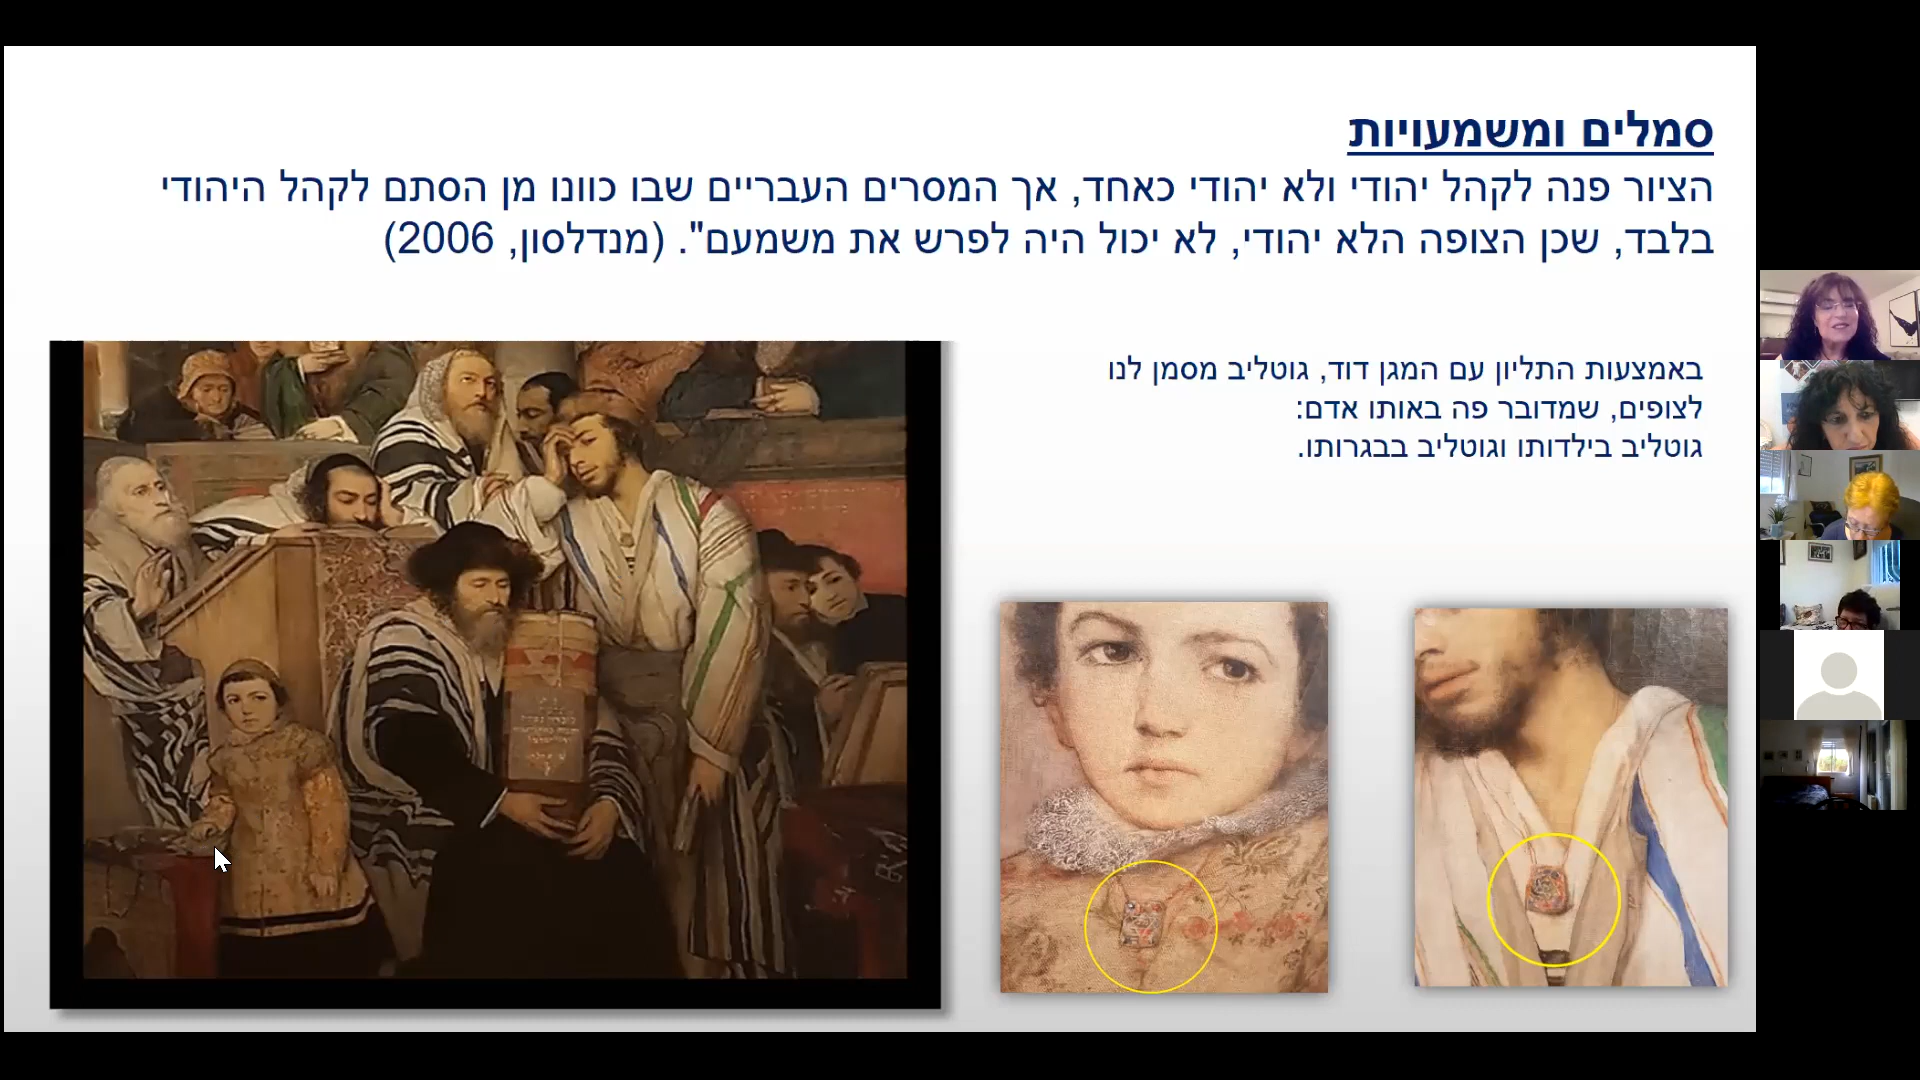 סמלים ומשמעויות
הציור פנה לקהל יהודי ולא יהודי כאחד, אך המסרים העבריים שבו כוונו מן הסתם לקהל היהודי
בלבד, שכן הצופה הלא יהודי, לא יכול היה לפרש את משמעם". (מנדלסון, 2006)
באמצעות התליון עם המגן דוד, גוטליב מסמן לנו
לצופים, שמדובר פה באותו אדם:
גוטליב בילדותו וגוטליב בבגרותו.